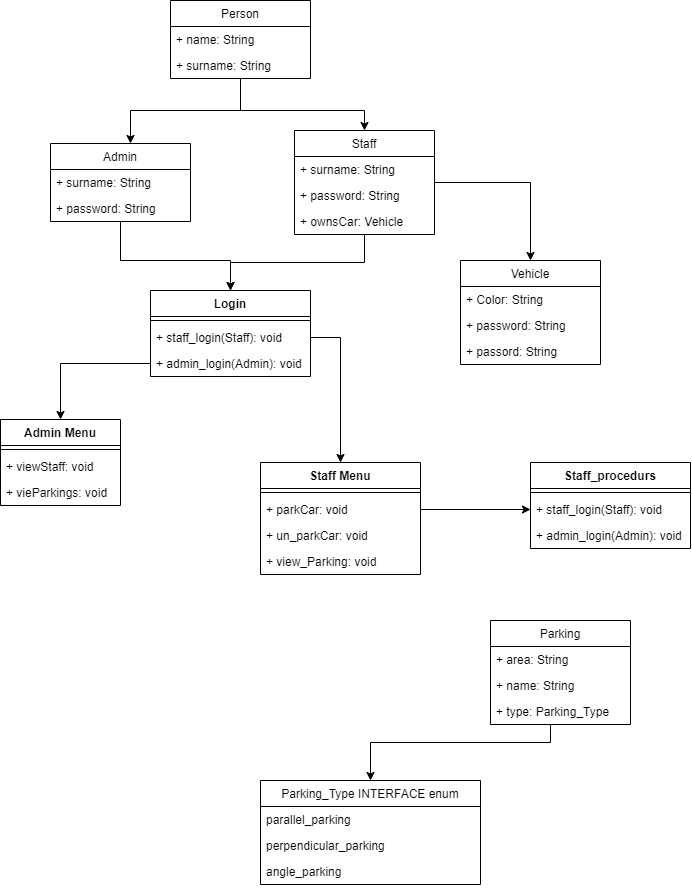 Person
+ name: String
+ surname: String
Admin
+ surname: String
+ password: String
Staff
+ surname: String
+ password: String
+ ownsCar: Vehicle
Vehicle
+ Color: String
+ password: String
+ passord: String
Login
+ staff_login(Staff): void
+ admin_login(Admin): void
Admin Menu
+ viewStaff: void
+ vieParkings: void
Staff Menu
+ parkCar: void
+ un_parkCar: void
+ view_Parking: void
Staff_procedurs
+ staff_login(Staff): void
+ admin_login(Admin): void
Parking
+ area: String
+ name: String
+ type: Parking_Type
Parking_Type INTERFACE enum
parallel_parking
perpendicular_parking
angle_parking